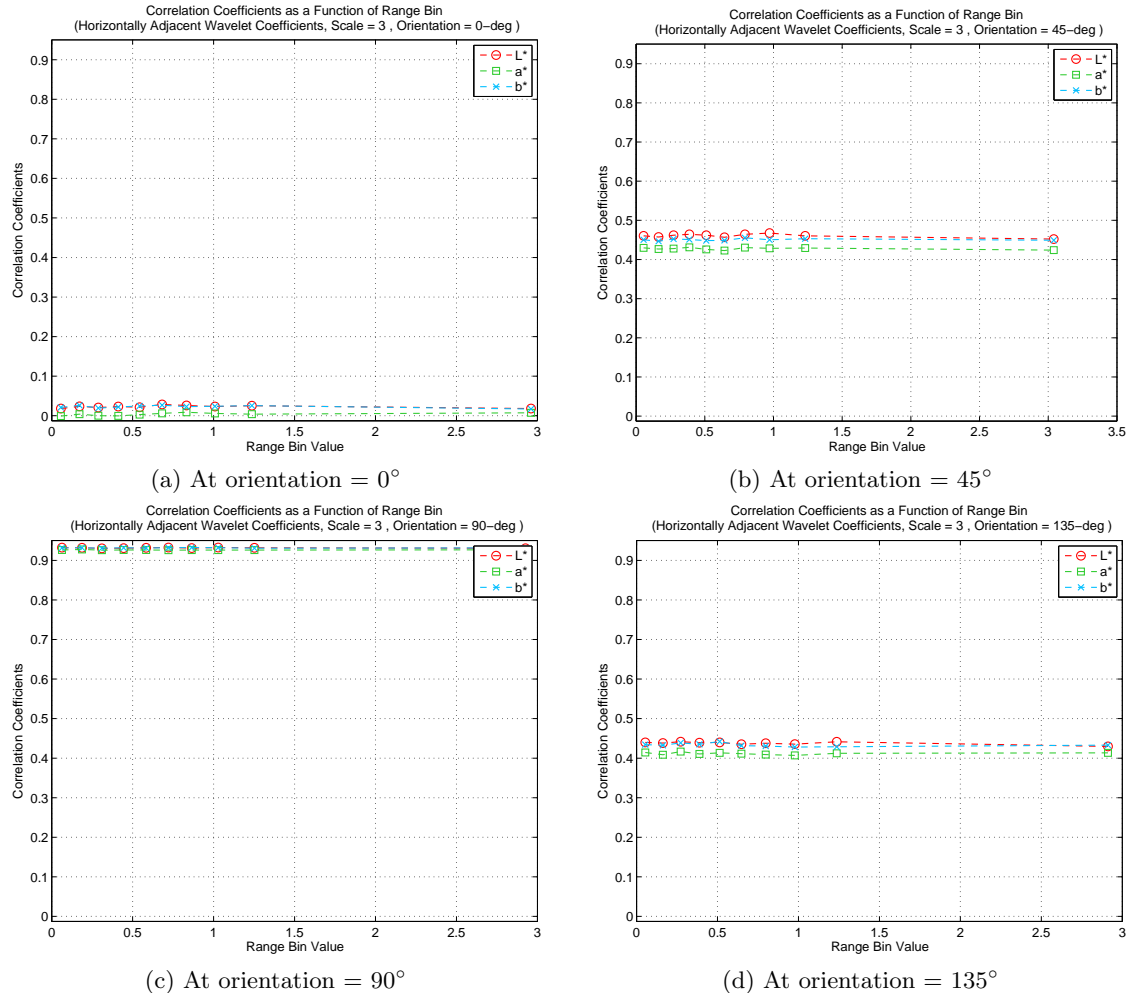 Correlation Coefficients as a Function of Range Bin
(Horizontally Adjacent Wavelet Coefficients, Scale = 3 , Orientation = 0−deg )
0.9
0.8
0.7
0.6
0.5
0.4
0.3
0.2
0.1
0
Correlation Coefficients
L*
a*
b*
0 0.5 1 1.5 2 2.5 3
Range Bin Value
(a) At orientation = 0°
Correlation Coefficients as a Function of Range Bin
(Horizontally Adjacent Wavelet Coefficients, Scale = 3 , Orientation = 45−deg )
0.9
0.8
0.7
0.6
0.5
0.4
0.3
0.2
0.1
0
Correlation Coefficients
L*
a*
b*
0 0.5 1 1.5 2 2.5 3 3.5
Range Bin Value
(b) At orientation = 45°
Correlation Coefficients as a Function of Range Bin
(Horizontally Adjacent Wavelet Coefficients, Scale = 3 , Orientation = 90−deg )
0.9
0.8
0.7
0.6
0.5
0.4
0.3
0.2
0.1
0
Correlation Coefficients
L*
a*
b*
0 0.5 1 1.5 2 2.5 3
Range Bin Value
(c) At orientation = 90°
Correlation Coefficients as a Function of Range Bin
(Horizontally Adjacent Wavelet Coefficients, Scale = 3 , Orientation = 135−deg )
0.9
0.8
0.7
0.6
0.5
0.4
0.3
0.2
0.1
0
Correlation Coefficients
L*
a*
b*
0 0.5 1 1.5 2 2.5 3
Range Bin Value
(d) At orientation = 135°